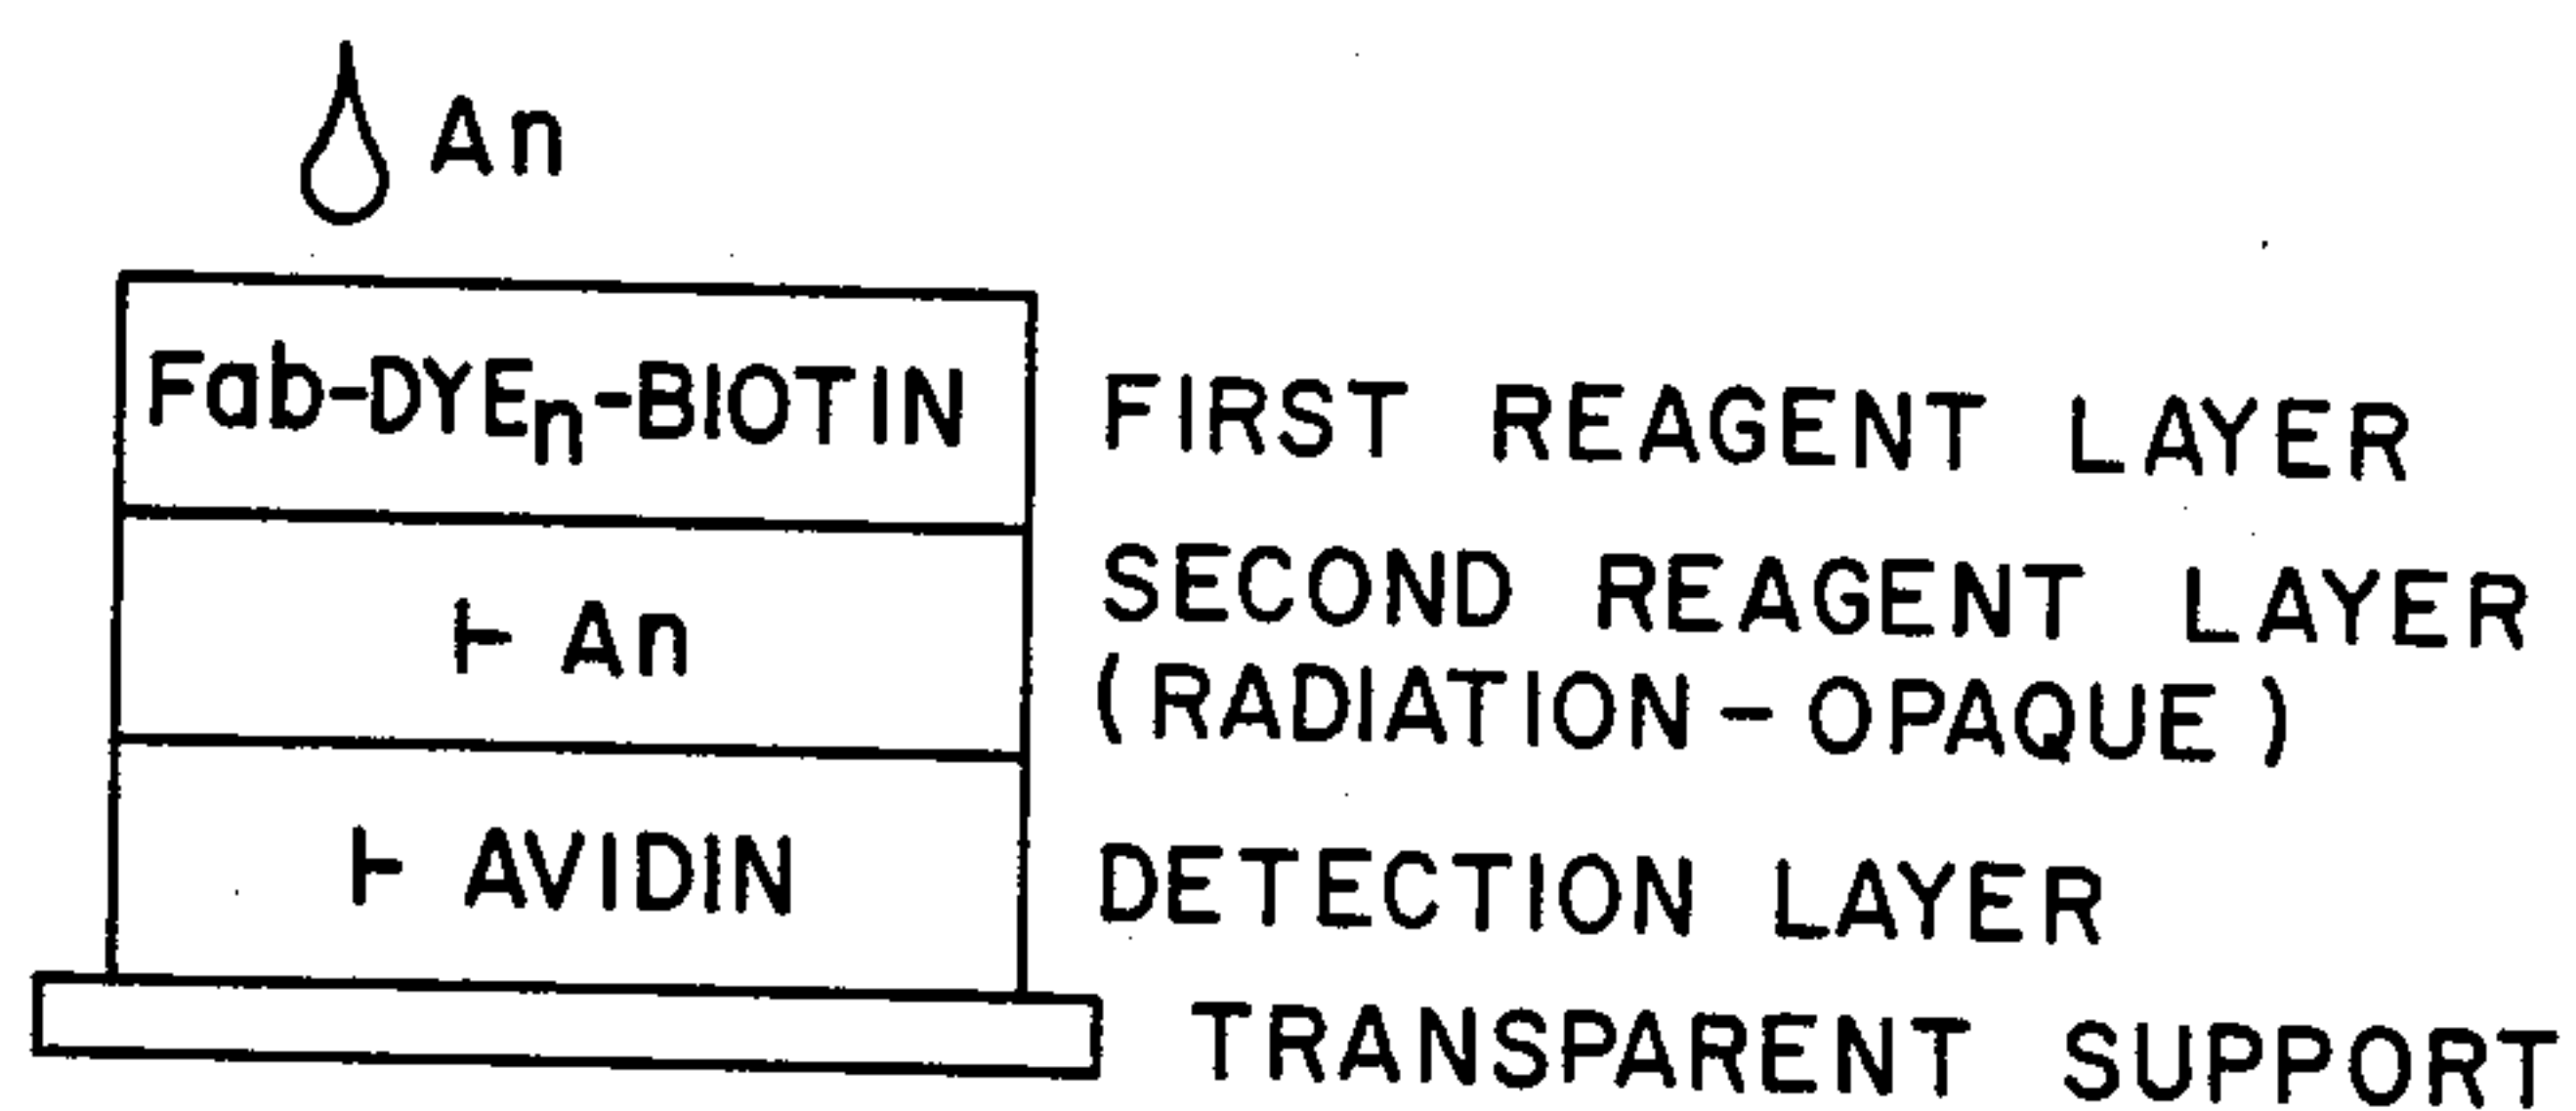 An
Fab-DYEn-BIOTIN
FIRST REAGENT LAYER
⊢ An
SECOND REAGENT LAYER
(RADIATION-OPAQUE)
⊢ AVIDIN
DETECTION LAYER
TRANSPARENT SUPPORT